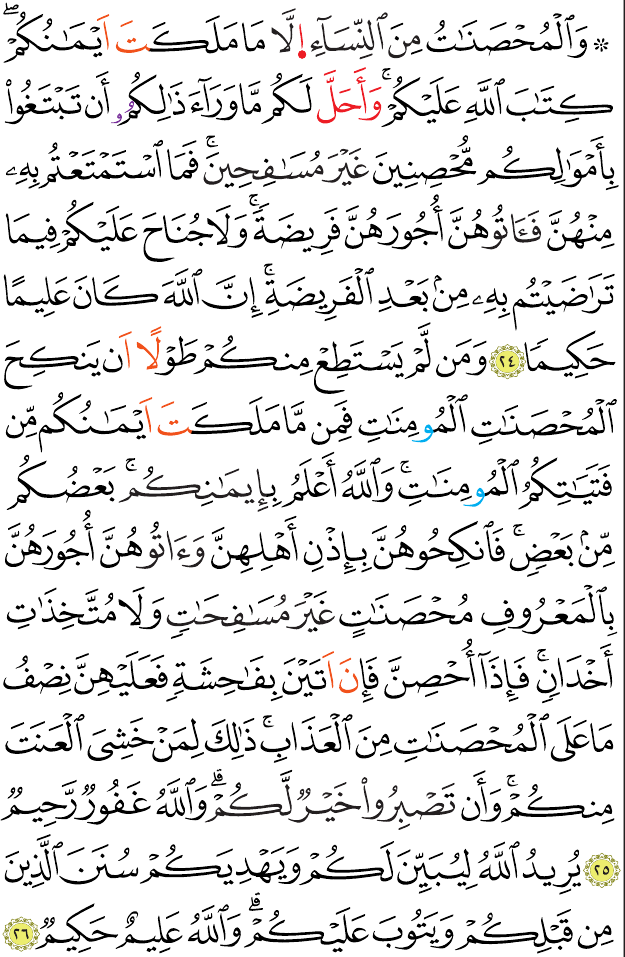 ۞ وَٱلْمُحْصَنَٰتُ مِنَ ٱلنِّسَآءِ اِ۬لَّا مَا مَلَكَتَ اَيْمَٰنُكُمْۖ
كِتَٰبَ ٱللَّهِ عَلَيْكُمْۚ وَأَحَلَّ لَكُم مَّا وَرَآءَ ذَٰلِكُمُۥٓ أَن تَبْتَغُوا۟
بِأَمْوَٰلِكُم مُّحْصِنِينَ غَيْرَ مُسَٰفِحِينَۚ فَمَا ٱسْتَمْتَعْتُم بِهِۦ
مِنْهُنَّ فَـَٔاتُوهُنَّ أُجُورَهُنَّ فَرِيضَةًۚ وَلَا جُنَاحَ عَلَيْكُمْ فِيمَا
تَرَٰضَيْتُم بِهِۦ مِنۢ بَعْدِ ٱلْفَرِيضَةِۚ إِنَّ ٱللَّهَ كَانَ عَلِيمًا
حَكِيمًا ٢٤ وَمَن لَّمْ يَسْتَطِعْ مِنكُمْ طَوْلًا اَن يَنكِحَ
ٱلْمُحْصَنَٰتِ ٱلْمُومِنَٰتِ فَمِن مَّا مَلَكَتَ اَيْمَٰنُكُم مِّن
فَتَيَٰتِكُمُ ٱلْمُومِنَٰتِۚ وَٱللَّهُ أَعْلَمُ بِإِيمَٰنِكُمۚ بَعْضُكُم
مِّنۢ بَعْضٍۚ فَٱنكِحُوهُنَّ بِإِذْنِ أَهْلِهِنَّ وَءَاتُوهُنَّ أُجُورَهُنَّ
بِٱلْمَعْرُوفِ مُحْصَنَٰتٍ غَيْرَ مُسَٰفِحَٰتٍ وَلَا مُتَّخِذَٰتِ
أَخْدَانٍۚ فَإِذَآ أُحْصِنَّ فَإِنَ اَتَيْنَ بِفَٰحِشَةٍ فَعَلَيْهِنَّ نِصْفُ
مَا عَلَى ٱلْمُحْصَنَٰتِ مِنَ ٱلْعَذَابِۚ ذَٰلِكَ لِمَنْ خَشِىَ ٱلْعَنَتَ
مِنكُمْۚ وَأَن تَصْبِرُوا۟ خَيْرٌ لَّكُمْۗ وَٱللَّهُ غَفُورٌ رَّحِيمٌ
٢٥ يُرِيدُ ٱللَّهُ لِيُبَيِّنَ لَكُمْ وَيَهْدِيَكُمْ سُنَنَ ٱلَّذِينَ
مِن قَبْلِكُمْ وَيَتُوبَ عَلَيْكُمْۗ وَٱللَّهُ عَلِيمٌ حَكِيمٌ ٢٦